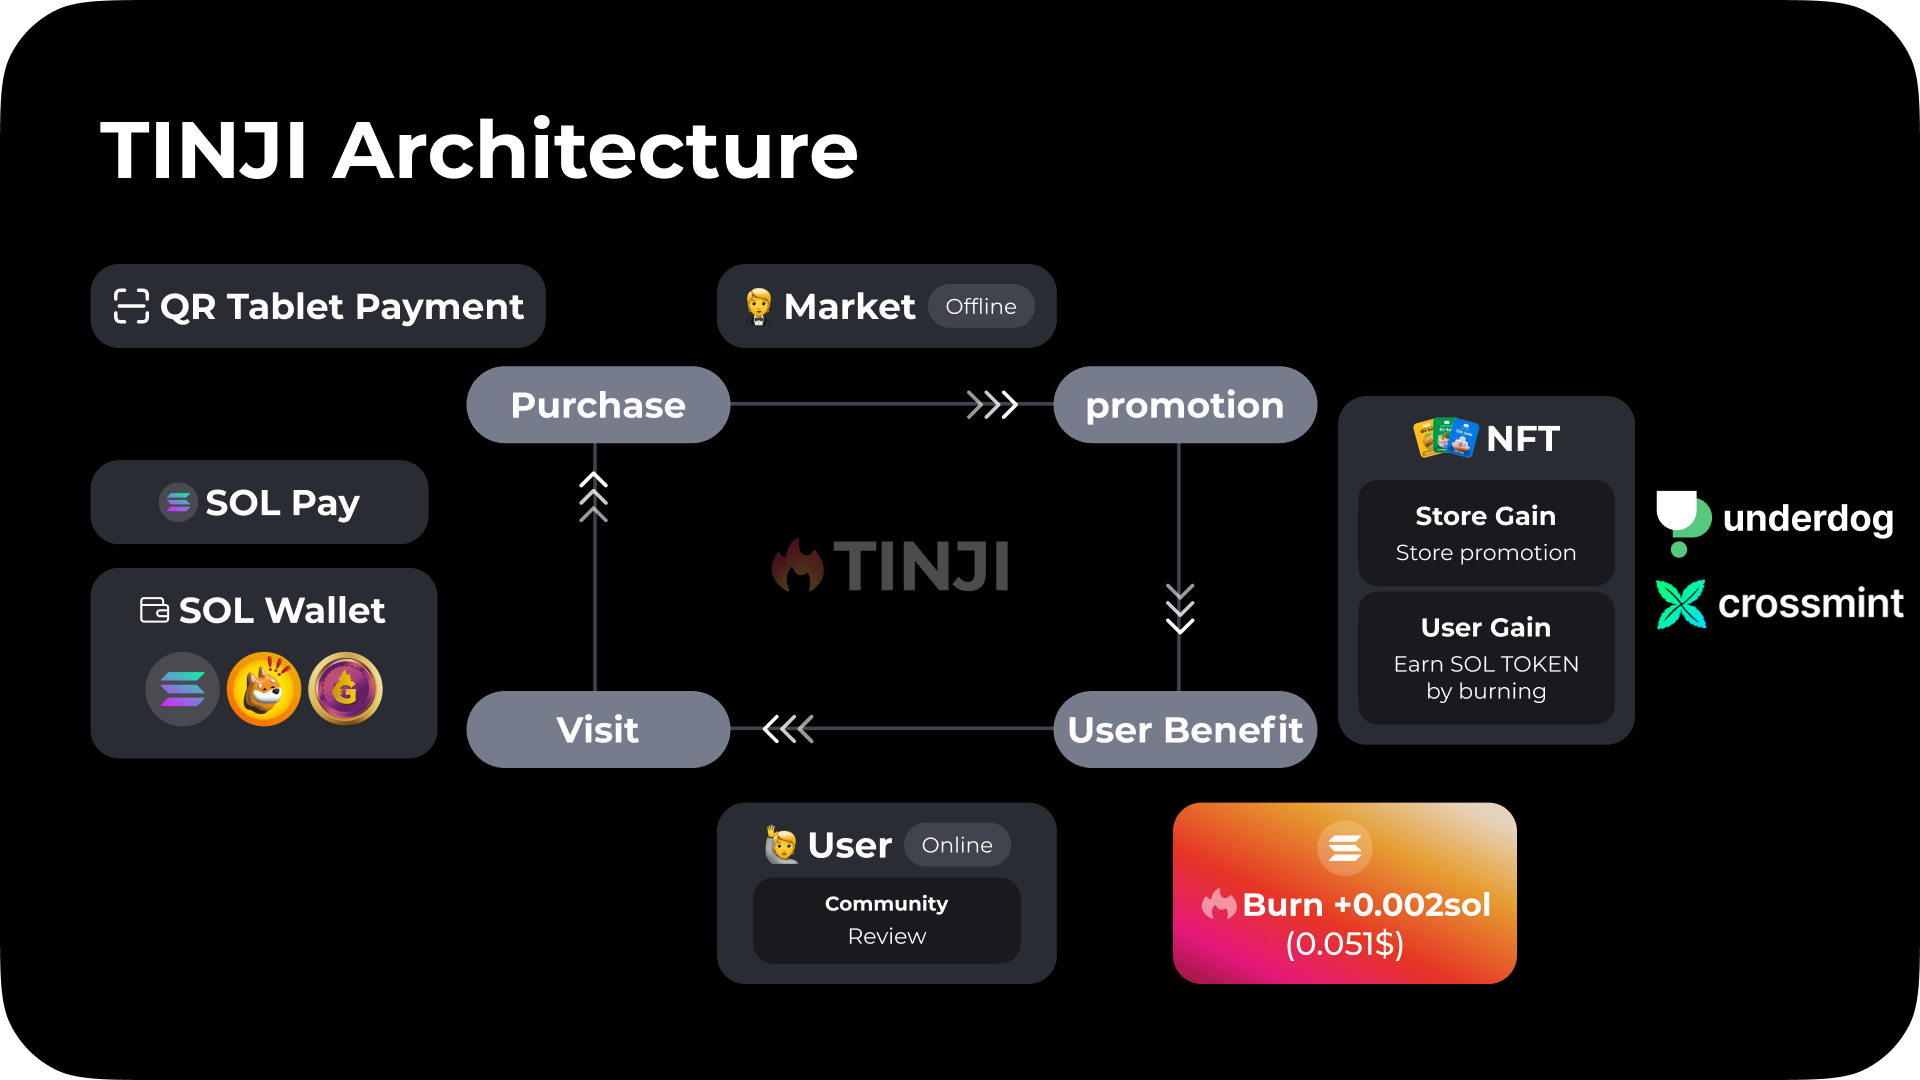 TINJI Architecture
QR Tablet Payment
Market
Offline
Purchase
promotion
SOL Pay
SOL Wallet
G
TINJI
NFT
Store Gain
Store promotion
User Gain
Earn SOL TOKEN
by burning
underdog
crossmint
Visit
User Benefit
User
Online
Community
Review
Burn +0.002sol
(0.051$)